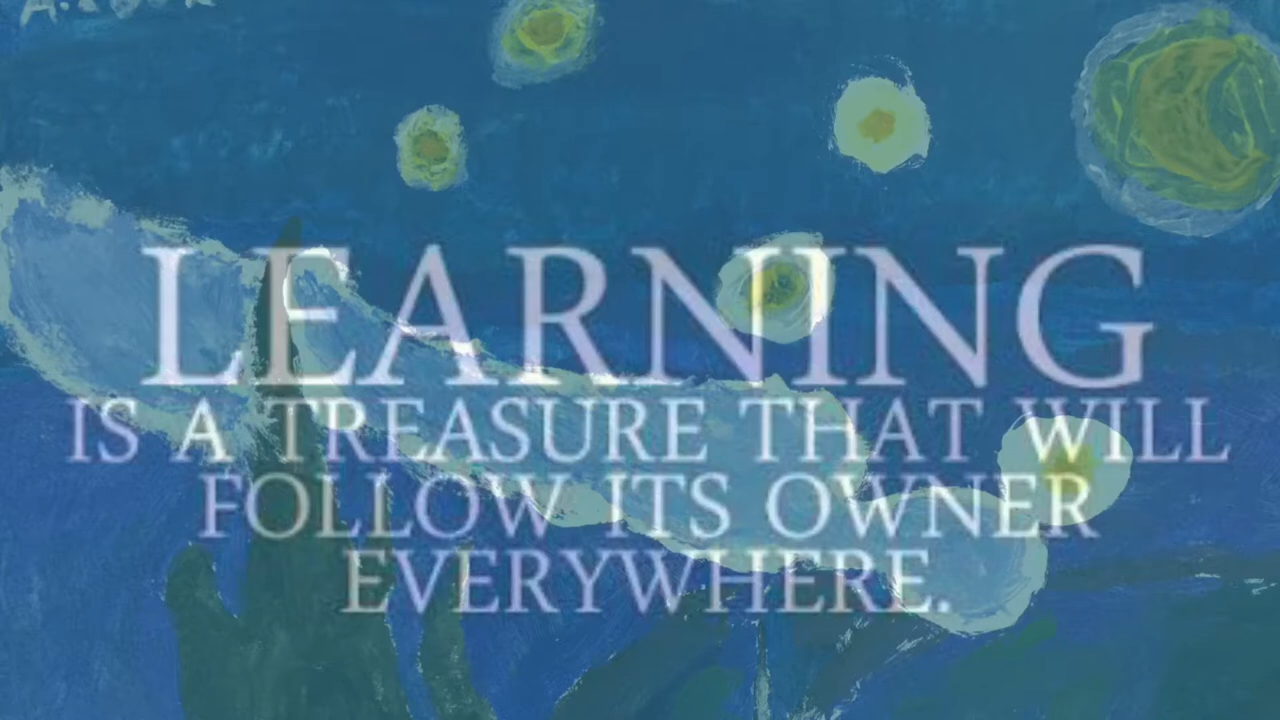 LEARNING
IS A TREASURE THAT WILL
FOLLOW ITS OWNER
EVERYWHERE.